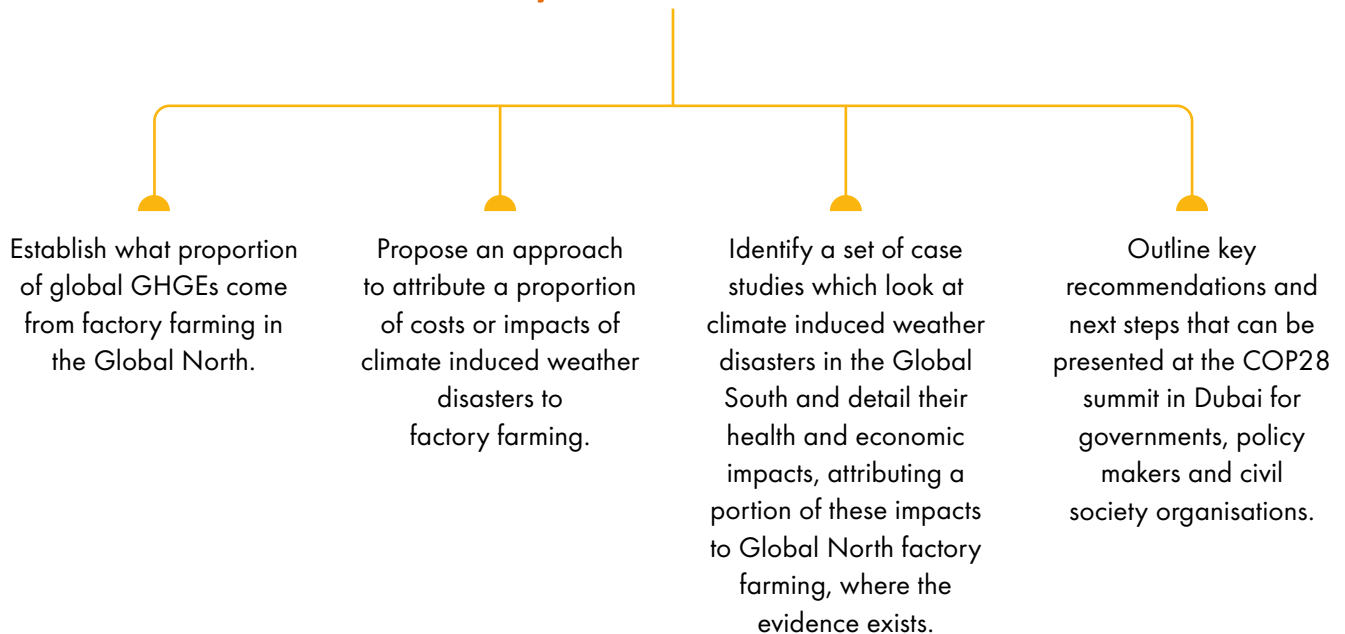 Establish what proportion
of global GHGEs come
from factory farming in
the Global North.
Propose an approach
to attribute a proportion
of costs or impacts of
climate induced weather
disasters to
factory farming.
Identify a set of case
studies which look at
climate induced weather
disasters in the Global
South and detail their
health and economic
impacts, attributing a
portion of these impacts
to Global North factory
farming, where the
evidence exists.
Outline key
recommendations and
next steps that can be
presented at the COP28
summit in Dubai for
governments, policy
makers and civil
society organisations.